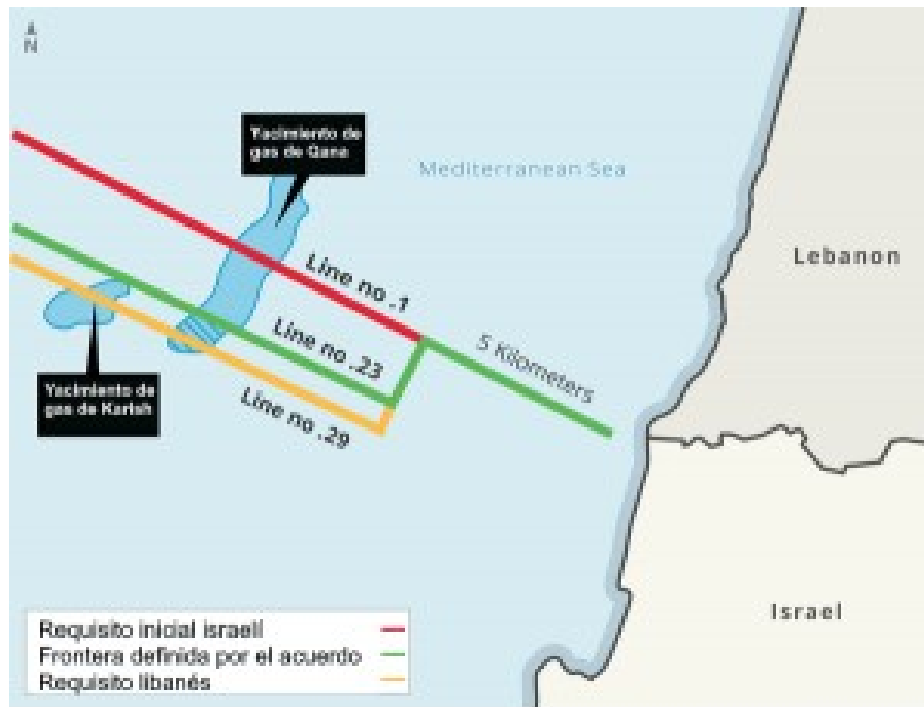 N
Yacimiento de
gas de Qana
Mediterranean Sea
Lebanon
Line no .1
Line no .23
5 Kilometers
Yacimiento de
gas de Karish
Line no .29
Israel
Requisito inicial israelí
Frontera definida por el acuerdo
Requisito libanés